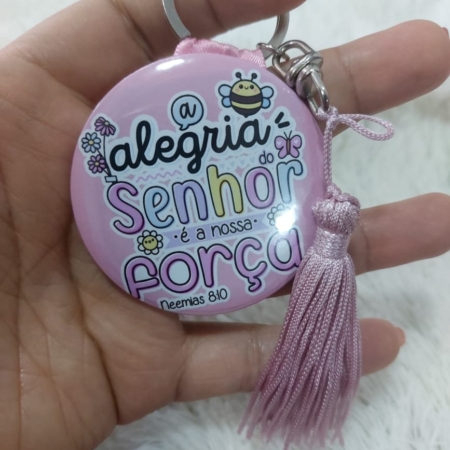 a
alegria
do
Senhor
é a nossa
força
Neemias 8:10